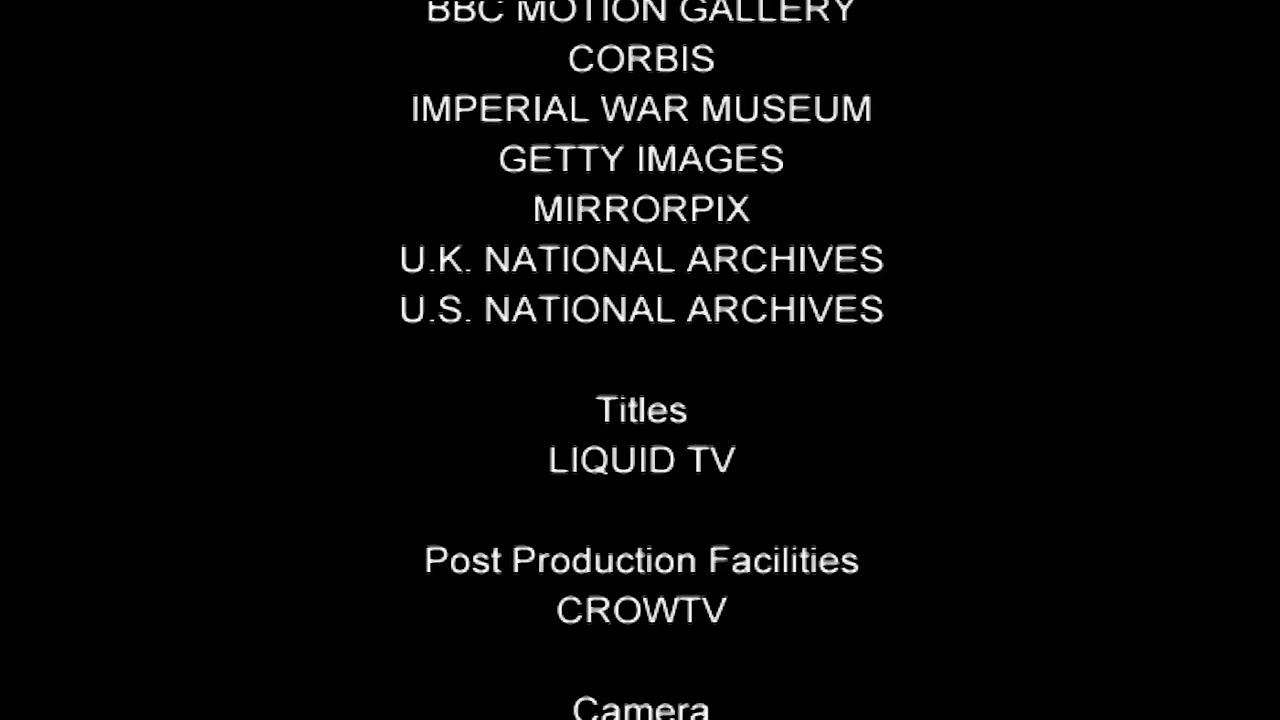 BBC MOTION GALLERY
CORBIS
IMPERIAL WAR MUSEUM
GETTY IMAGES
MIRRORPIX
U.K. NATIONAL ARCHIVES
U.S. NATIONAL ARCHIVES
Titles
LIQUID TV
Post Production Facilities
CROWTV
Camera